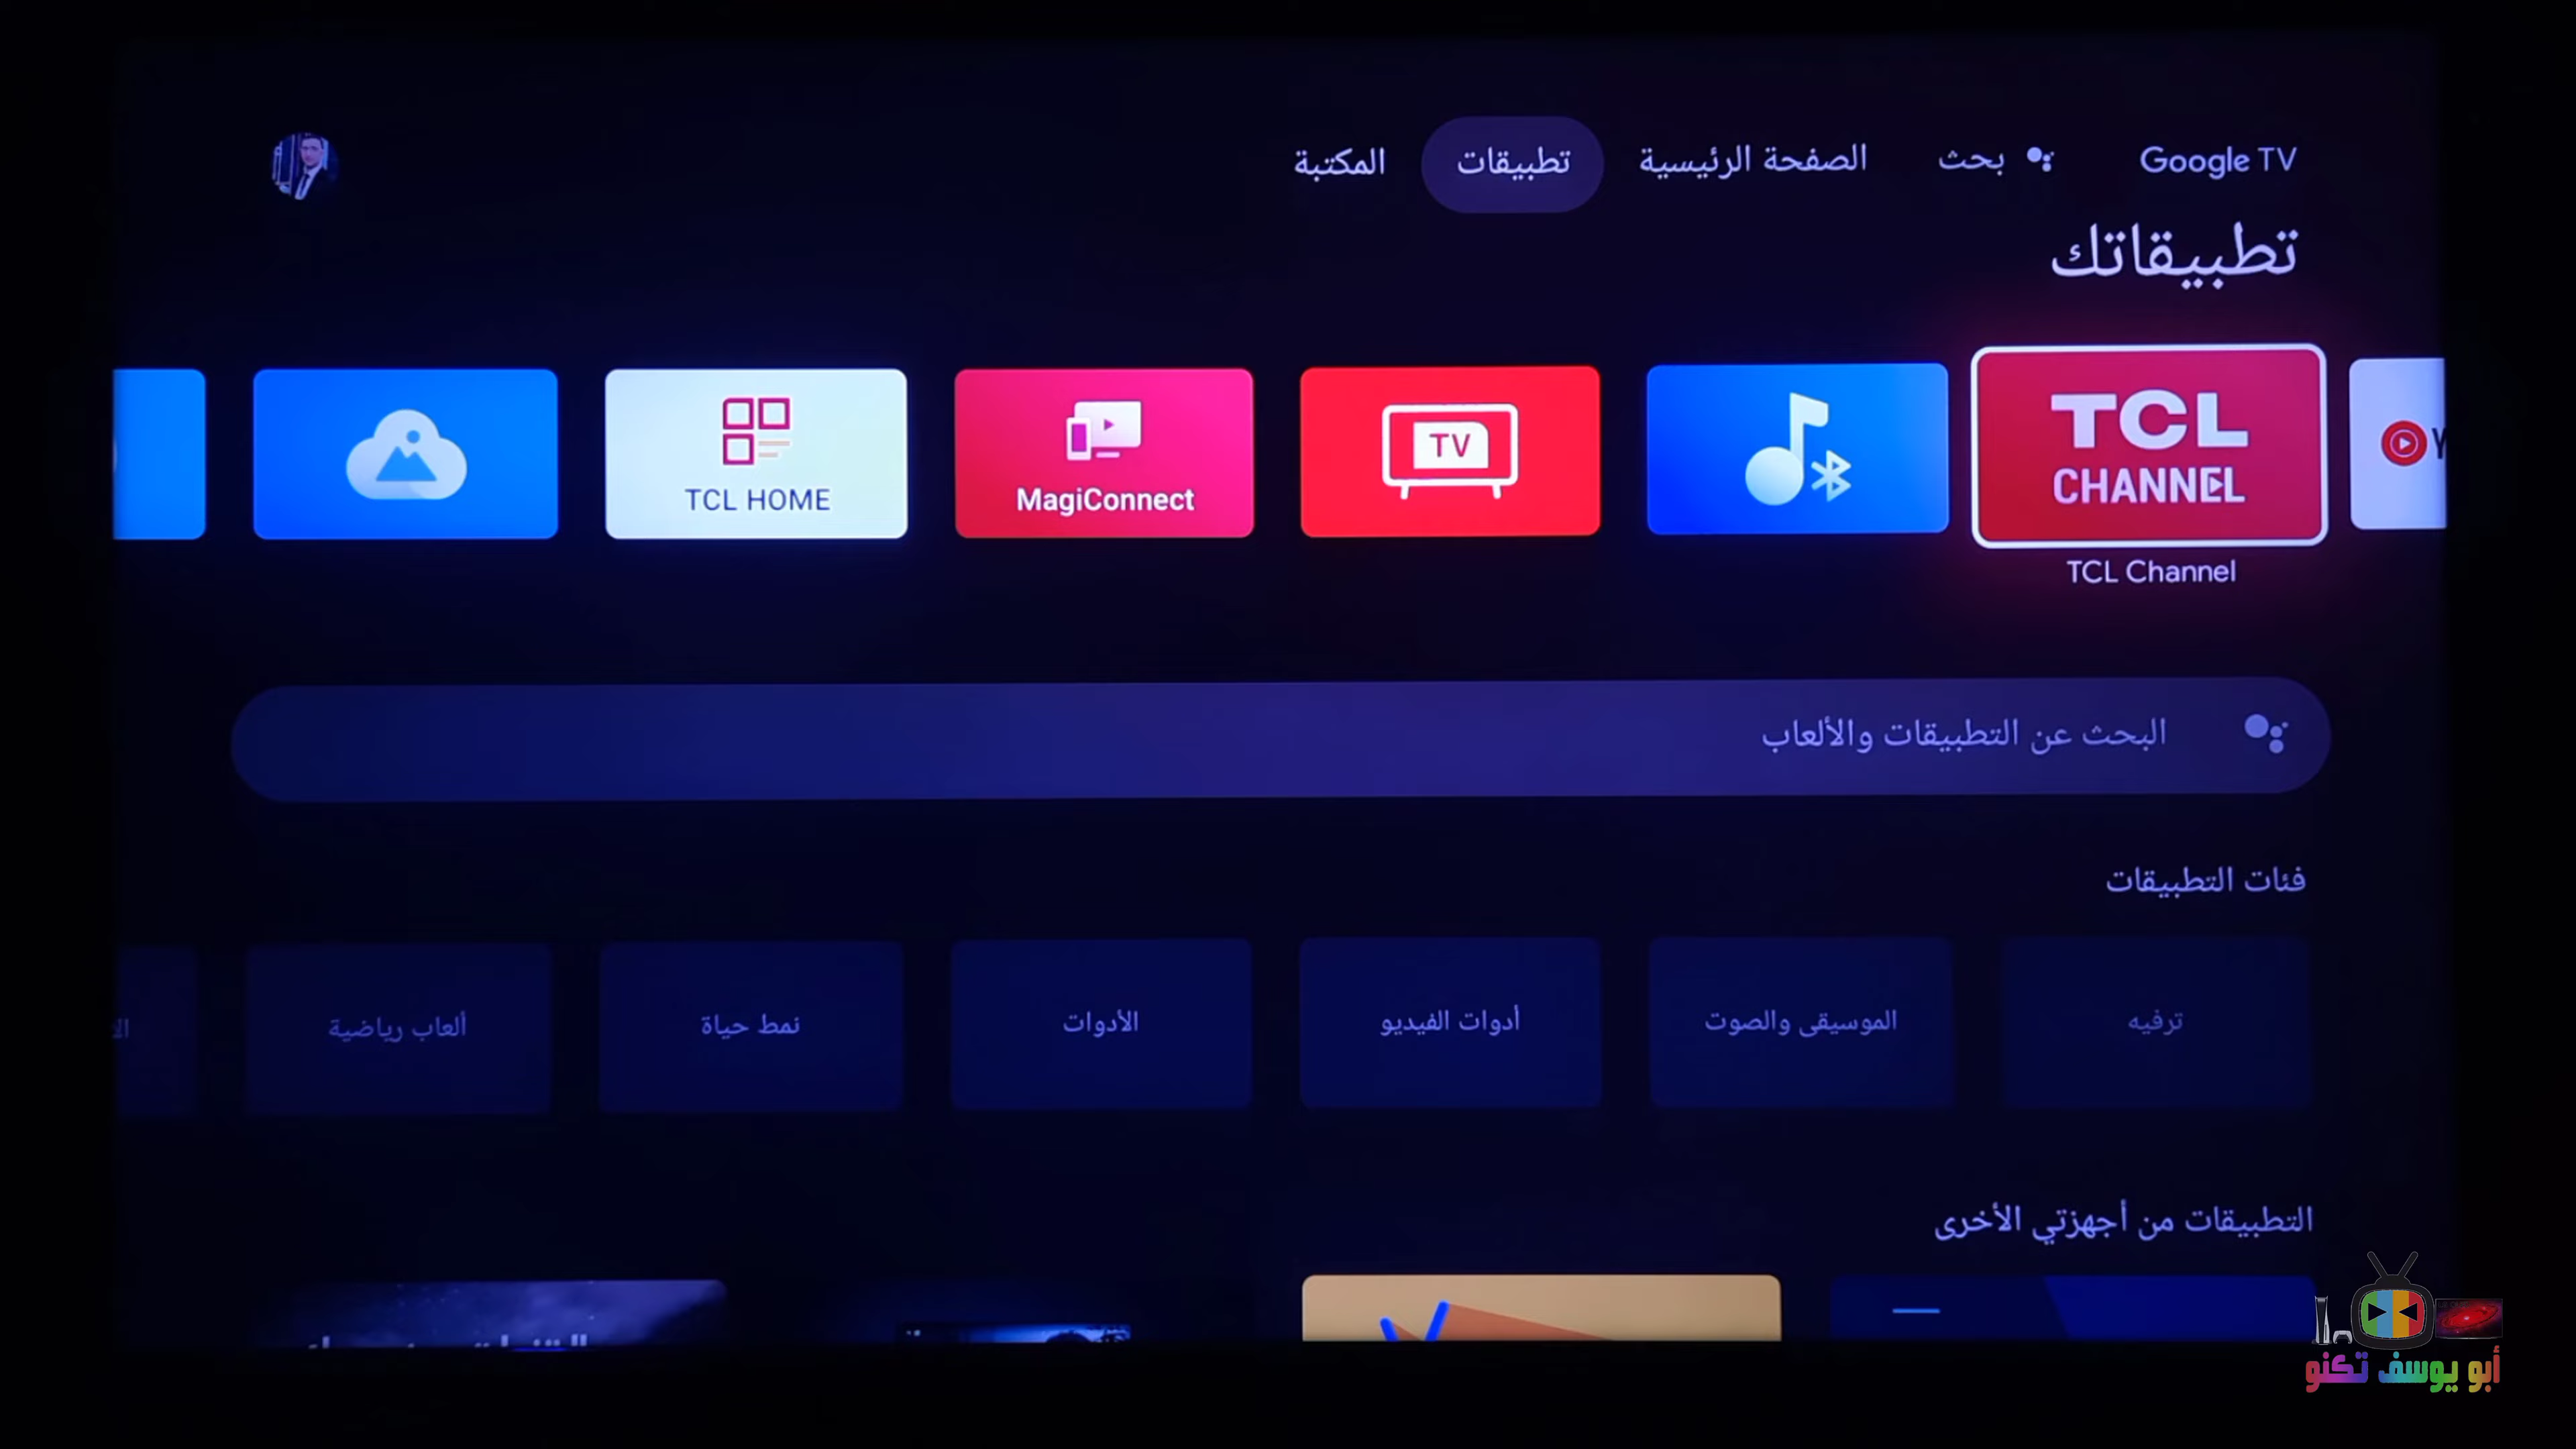 Google TV
بحث
الصفحة الرئيسية
تطبيقات
المكتبة
تطبيقاتك
TCL
CHANNEL
TCL Channel
TV
MagiConnect
TCL HOME
البحث عن التطبيقات والألعاب
فئات التطبيقات
ترفيه
الموسيقى والصوت
أدوات الفيديو
الأدوات
نمط حياة
ألعاب رياضية
التطبيقات من أجهزتي الأخرى
أبو يوسف تكنو